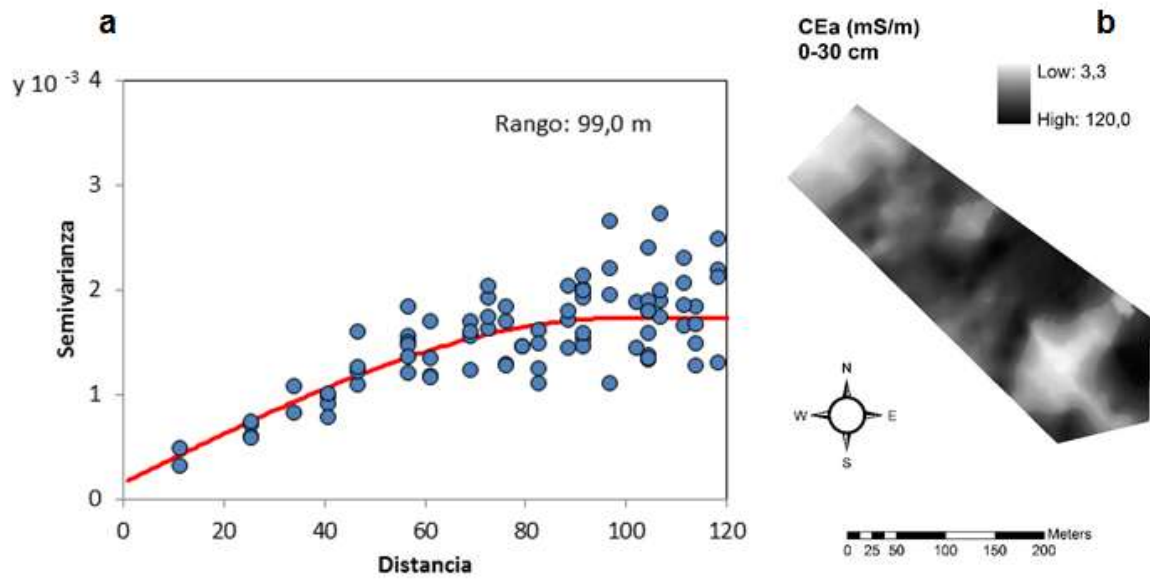 a
y 10 -3
4
3
2
1
0
Semivarianza
Rango: 99,0 m
0 20 40 60 80 100 120
Distancia
b
CEa (mS/m)
0-30 cm
Low: 3,3
High: 120,0
N
W E
S
Meters
0 25 50 100 150 200